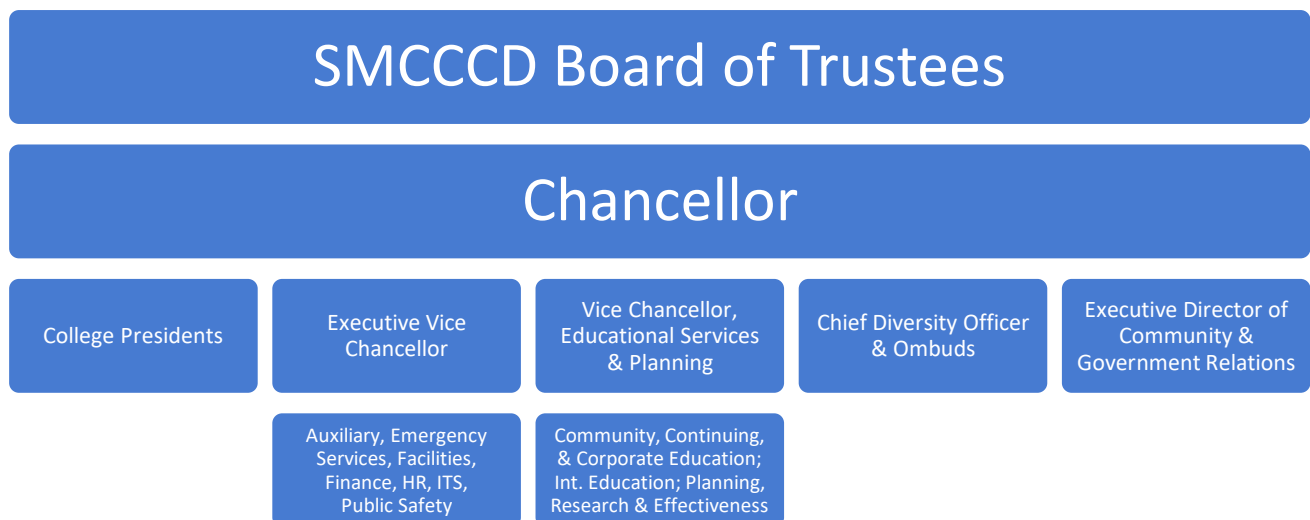 SMCCCD Board of Trustees
Chancellor
College Presidents
Executive Vice
Chancellor
Vice Chancellor,
Educational Services
& Planning
Chief Diversity Officer
& Ombuds
Executive Director of
Community &
Government Relations
Auxiliary, Emergency
Services, Facilities,
Finance, HR, ITS,
Public Safety
Community, Continuing,
& Corporate Education;
Int. Education; Planning,
Research & Effectiveness